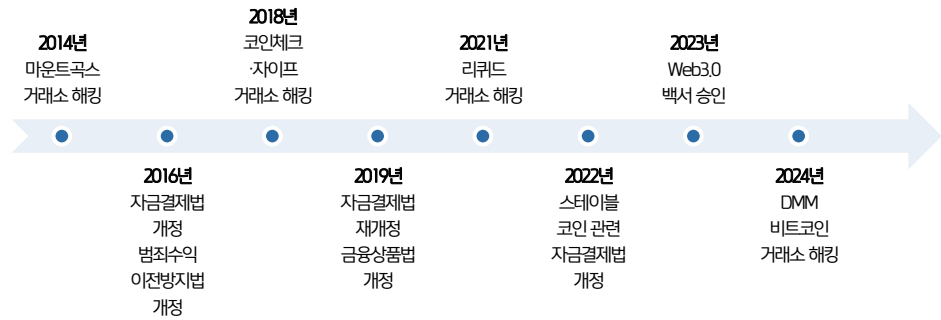 2014년
마운트곡스
거래소 해킹
2016년
자금결제법
개정
범죄수익
이전방지법
개정
2018년
코인체크
·자이프
거래소 해킹
2019년
자금결제법
재개정
금융상품법
개정
2021년
리퀴드
거래소 해킹
2022년
스테이블
코인 관련
자금결제법
개정
2023년
Web3.0
백서 승인
2024년
DMM
비트코인
거래소 해킹